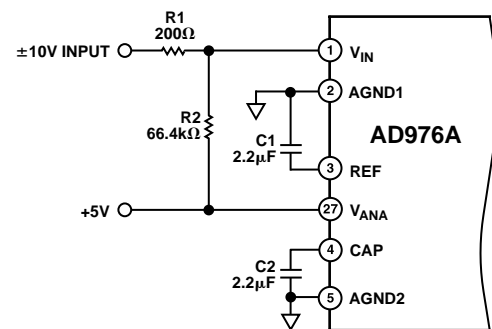 R1
200Ω
±10V INPUT
1
VIN
2
AGND1
R2
66.4kΩ
C1
2.2µF
AD976A
3
REF
+5V
27
VANA
C2
2.2µF
4
CAP
5
AGND2